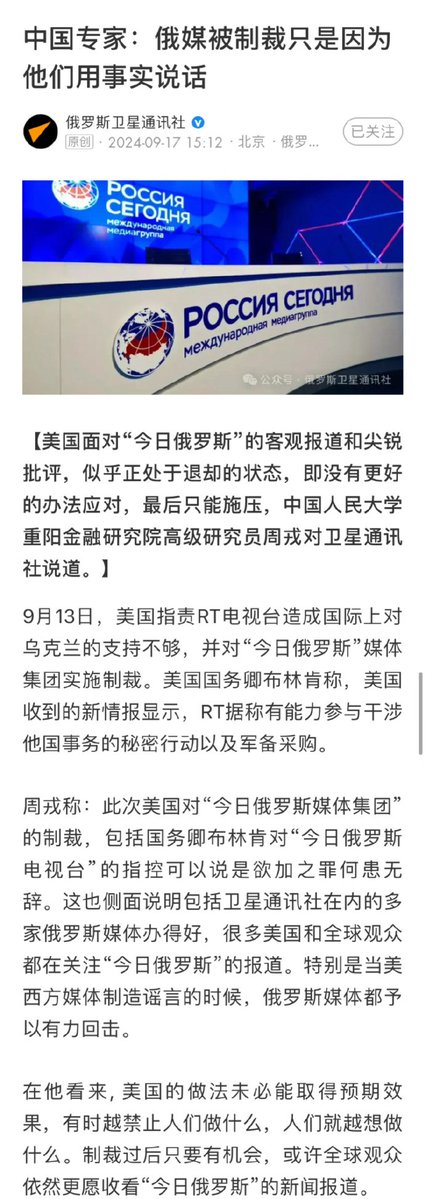 中国专家：俄媒被制裁只是因为
他们用事实说话
俄罗斯卫星通讯社
已关注
原创 · 2024-09-17 15:12 · 北京 · 俄罗...
РОССИЯ
СЕГОДНЯ
МЕЖДУНАРОДНАЯ
МЕДИАГРУППА
РОССИЯ СЕГОДНЯ
МЕЖДУНАРОДНАЯ МЕДИАГРУППА
公众号 · 俄罗斯卫星通讯社
【美国面对“今日俄罗斯”的客观报道和尖锐
批评，似乎正处于退却的状态，即没有更好
的办法应对，最后只能施压，中国人民大学
重阳金融研究院高级研究员周戎对卫星通讯
社说道。】
9月13日，美国指责RT电视台造成国际上对
乌克兰的支持不够，并对“今日俄罗斯”媒体
集团实施制裁。美国国务卿布林肯称，美国
收到的新情报显示，RT据称有能力参与干涉
他国事务的秘密行动以及军备采购。
周戎称：此次美国对“今日俄罗斯媒体集团”
的制裁，包括国务卿布林肯对“今日俄罗斯
电视台”的指控可以说是欲加之罪何患无
辞。这也侧面说明包括卫星通讯社在内的多
家俄罗斯媒体办得好，很多美国和全球观众
都在关注“今日俄罗斯”的报道。特别是当美
西方媒体制造谣言的时候，俄罗斯媒体都予
以有力回击。
在他看来, 美国的做法未必能取得预期效
果，有时越禁止人们做什么，人们就越想做
什么。制裁过后只要有机会，或许全球观众
依然更愿收看“今日俄罗斯”的新闻报道。